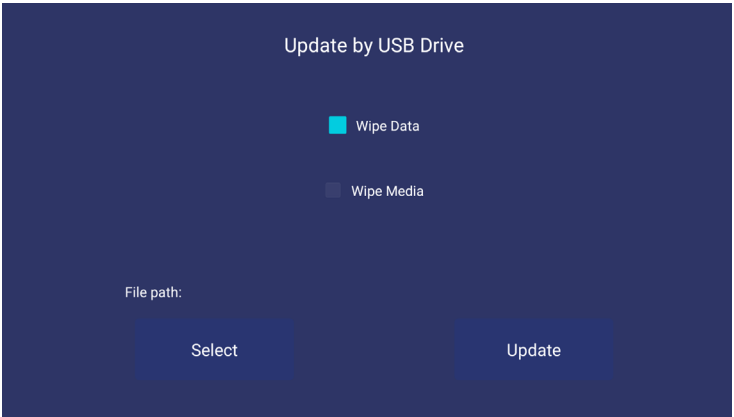 Update by USB Drive
Wipe Data
Wipe Media
File path:
Select
Update